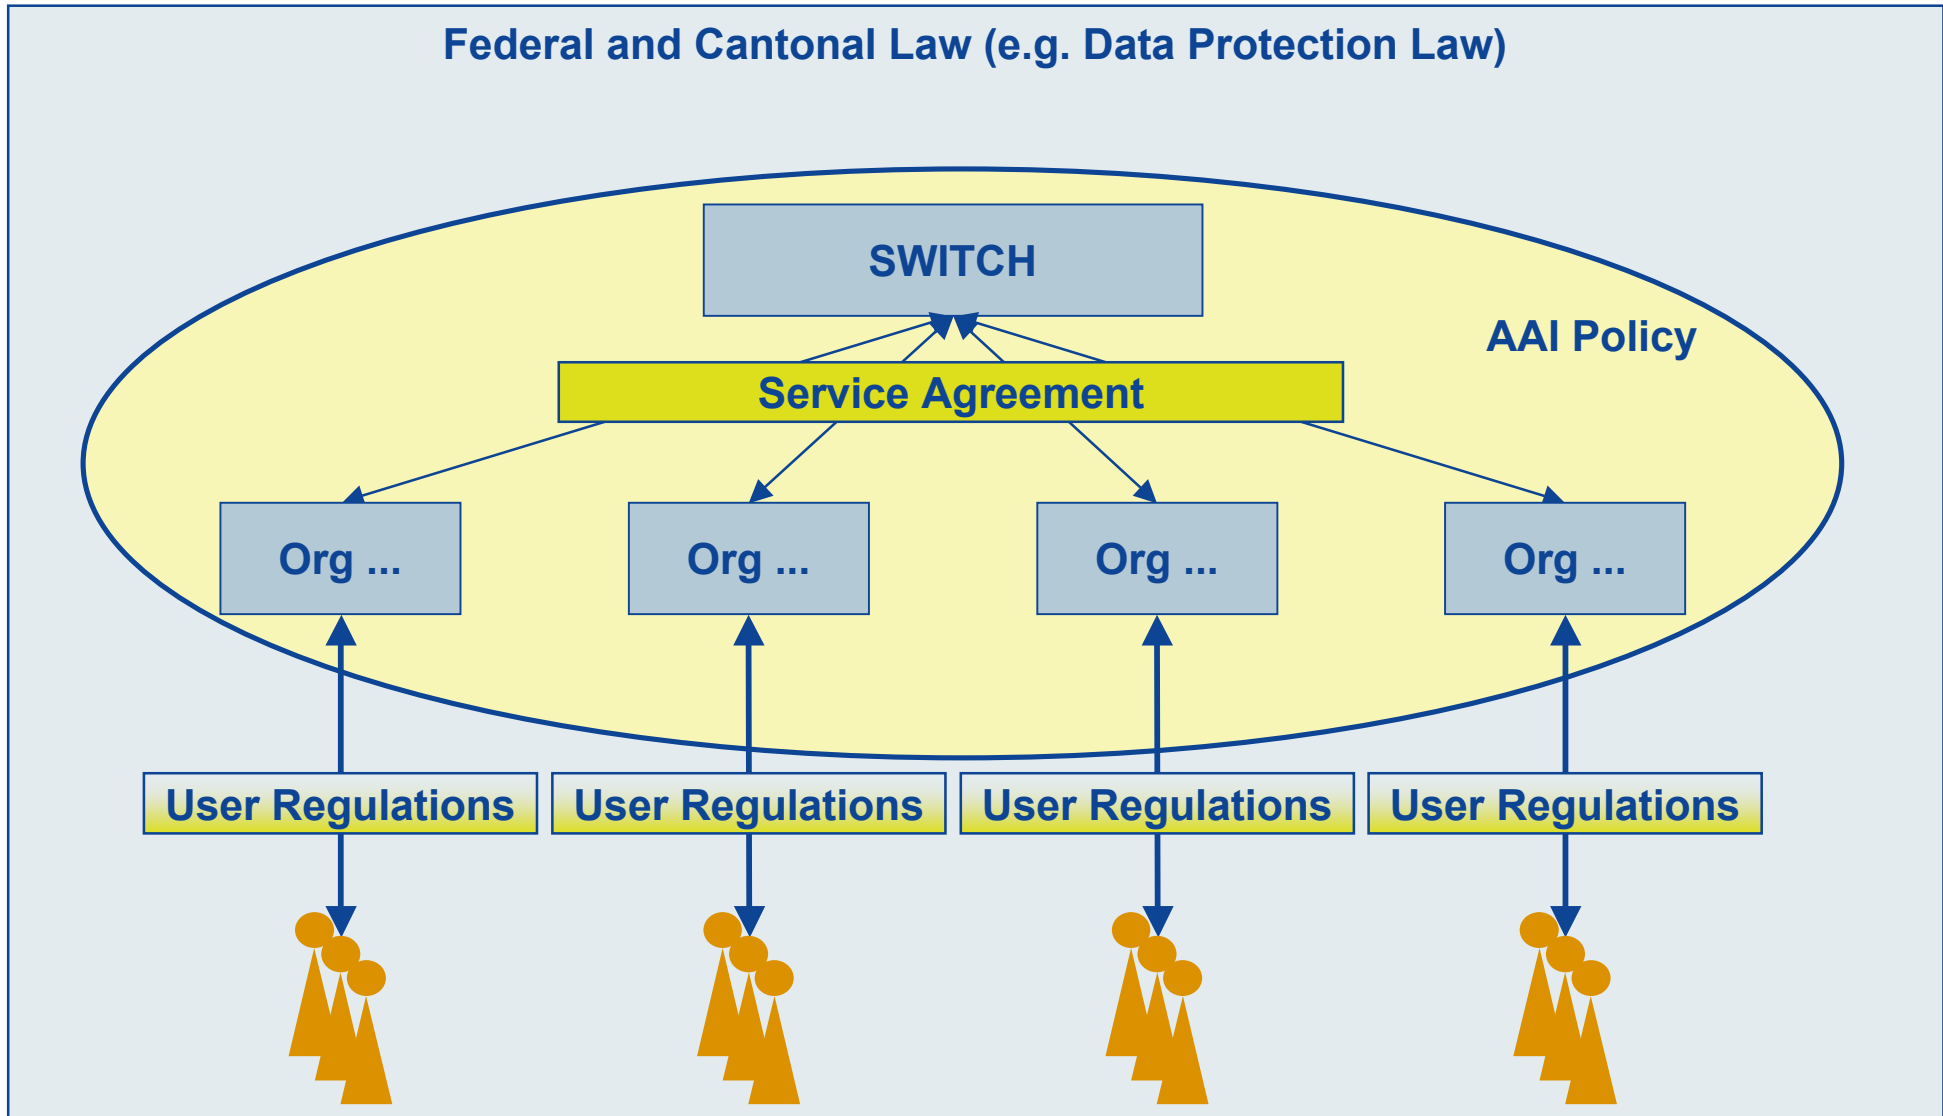 Federal and Cantonal Law (e.g. Data Protection Law)
SWITCH
AAI Policy
Service Agreement
Org ...
Org ...
Org ...
Org ...
User Regulations
User Regulations
User Regulations
User Regulations